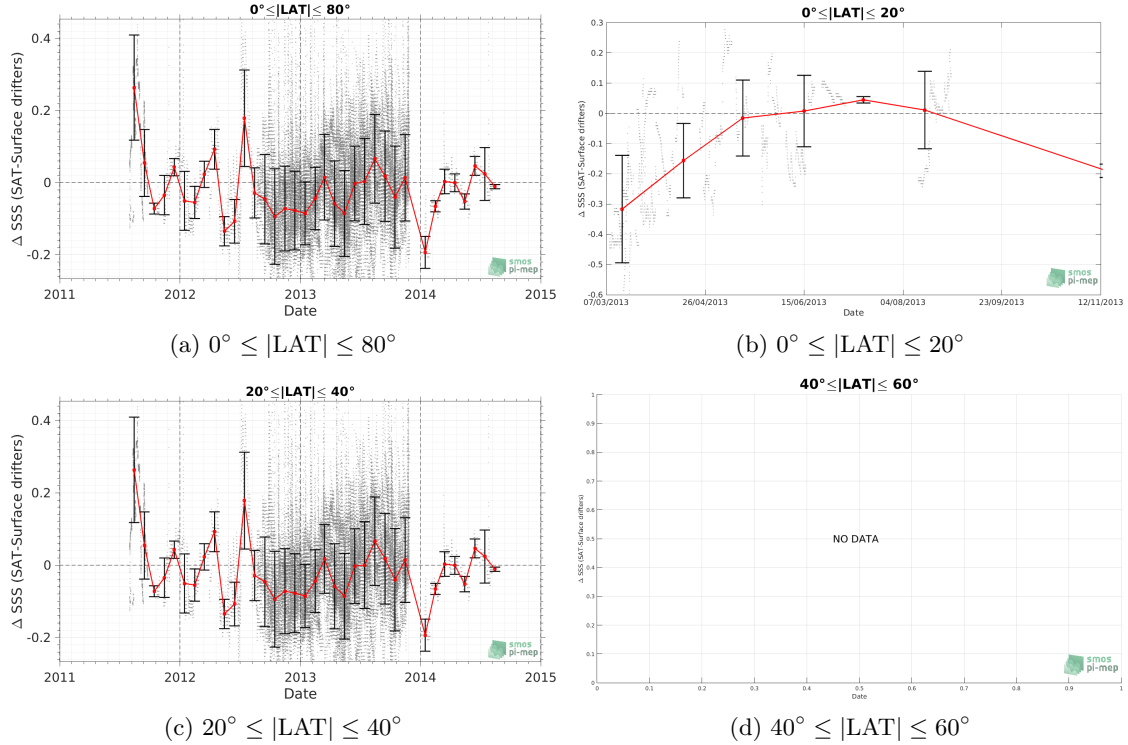 0°≤|LAT|≤ 80°
Δ SSS (SAT-Surface drifters)
0.4
0.2
0
-0.2
2011
2012
2013
2014
2015
Date
smos
pi-mep
(a) 0° ≤ |LAT| ≤ 80°
0°≤|LAT|≤ 20°
Δ SSS (SAT-Surface drifters)
0.3
0.2
0.1
0
-0.1
-0.2
-0.3
-0.4
-0.5
-0.6
07/03/2013
26/04/2013
15/06/2013
04/08/2013
23/09/2013
12/11/2013
Date
smos
pi-mep
(b) 0° ≤ |LAT| ≤ 20°
20°≤|LAT|≤ 40°
Δ SSS (SAT-Surface drifters)
0.4
0.2
0
-0.2
2011
2012
2013
2014
2015
Date
smos
pi-mep
(c) 20° ≤ |LAT| ≤ 40°
40°≤|LAT|≤ 60°
Δ SSS (SAT-Surface drifters)
1
0.9
0.8
0.7
0.6
0.5
0.4
0.3
0.2
0.1
0
NO DATA
0
0.1
0.2
0.3
0.4
0.5
0.6
0.7
0.8
0.9
1
Date
smos
pi-mep
(d) 40° ≤ |LAT| ≤ 60°